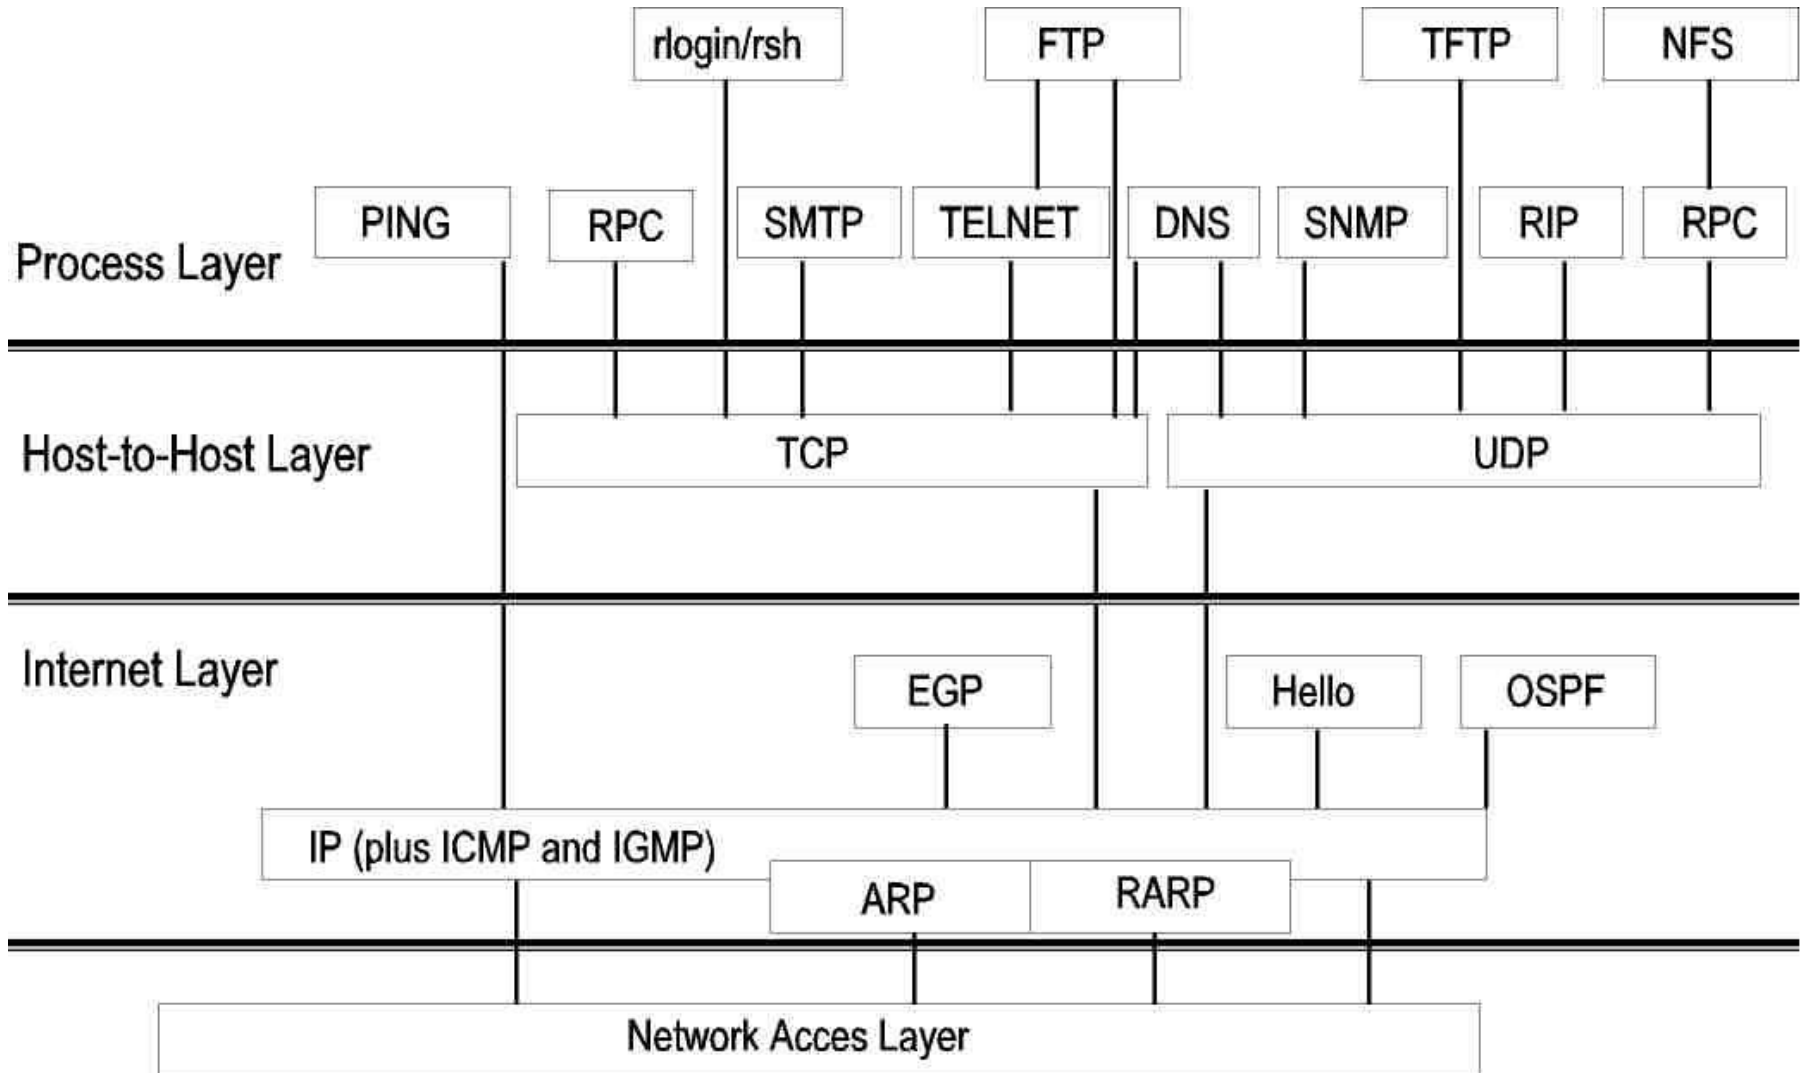 rlogin/rsh
FTP
TFTP
NFS
PING
RPC
SMTP
TELNET
DNS
SNMP
RIP
RPC
Process Layer
Host-to-Host Layer
TCP
UDP
Internet Layer
EGP
Hello
OSPF
IP (plus ICMP and IGMP)
ARP
RARP
Network Acces Layer